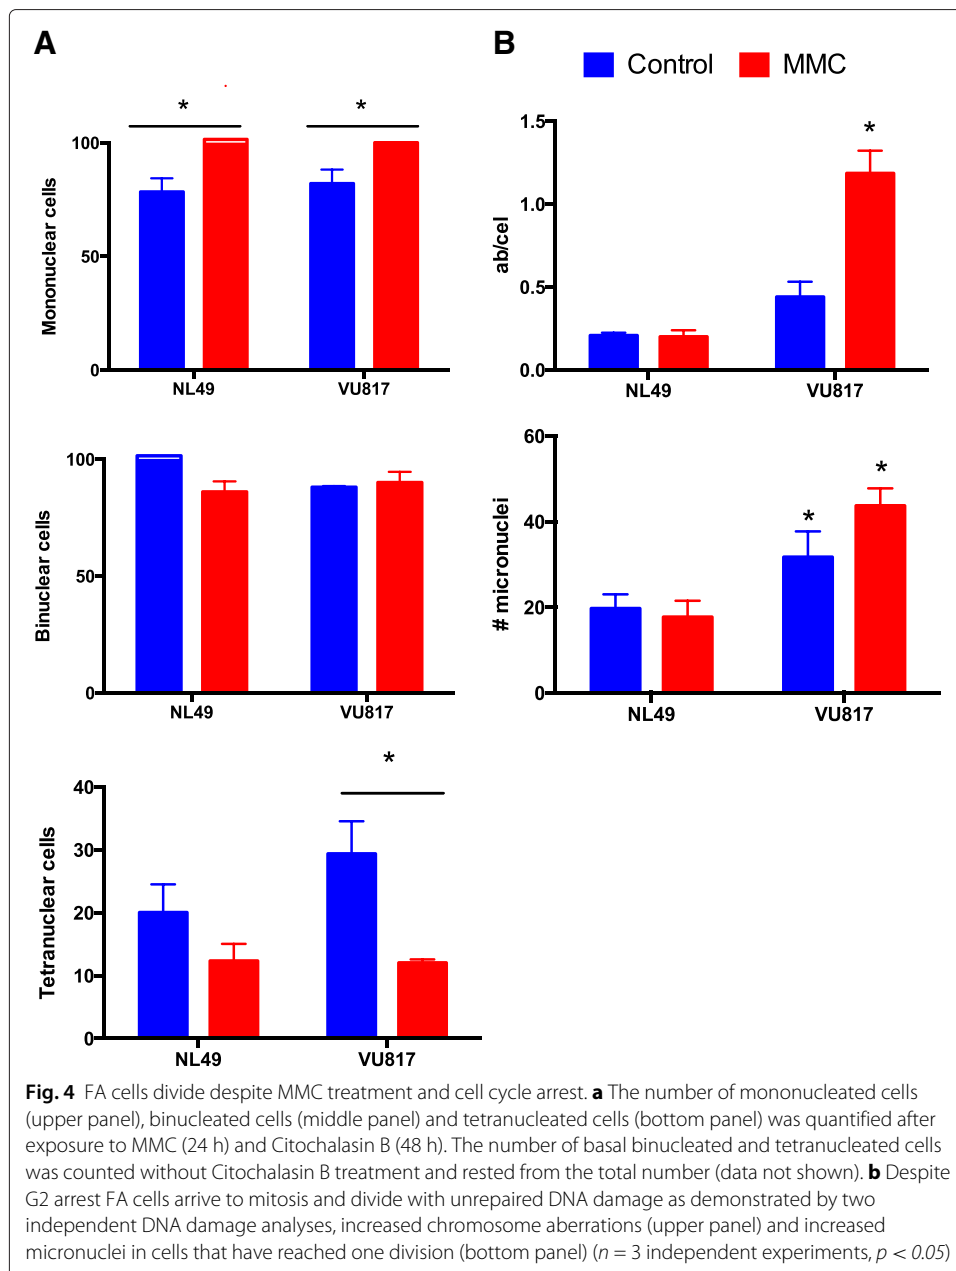 A
B
Control
MMC
*
*
Mononuclear cells
100
50
0
NL49
VU817
ab/cel
1.5
1.0
0.5
0.0
*
NL49
VU817
Binuclear cells
100
50
0
NL49
VU817
# micronuclei
60
40
20
0
*
*
NL49
VU817
Tetranuclear cells
40
30
20
10
0
*
NL49
VU817
Fig. 4 FA cells divide despite MMC treatment and cell cycle arrest. a The number of mononucleated cells
(upper panel), binucleated cells (middle panel) and tetranucleated cells (bottom panel) was quantified after
exposure to MMC (24 h) and Citochalasin B (48 h). The number of basal binucleated and tetranucleated cells
was counted without Citochalasin B treatment and rested from the total number (data not shown). b Despite
G2 arrest FA cells arrive to mitosis and divide with unrepaired DNA damage as demonstrated by two
independent DNA damage analyses, increased chromosome aberrations (upper panel) and increased
micronuclei in cells that have reached one division (bottom panel) (n = 3 independent experiments, p < 0.05)